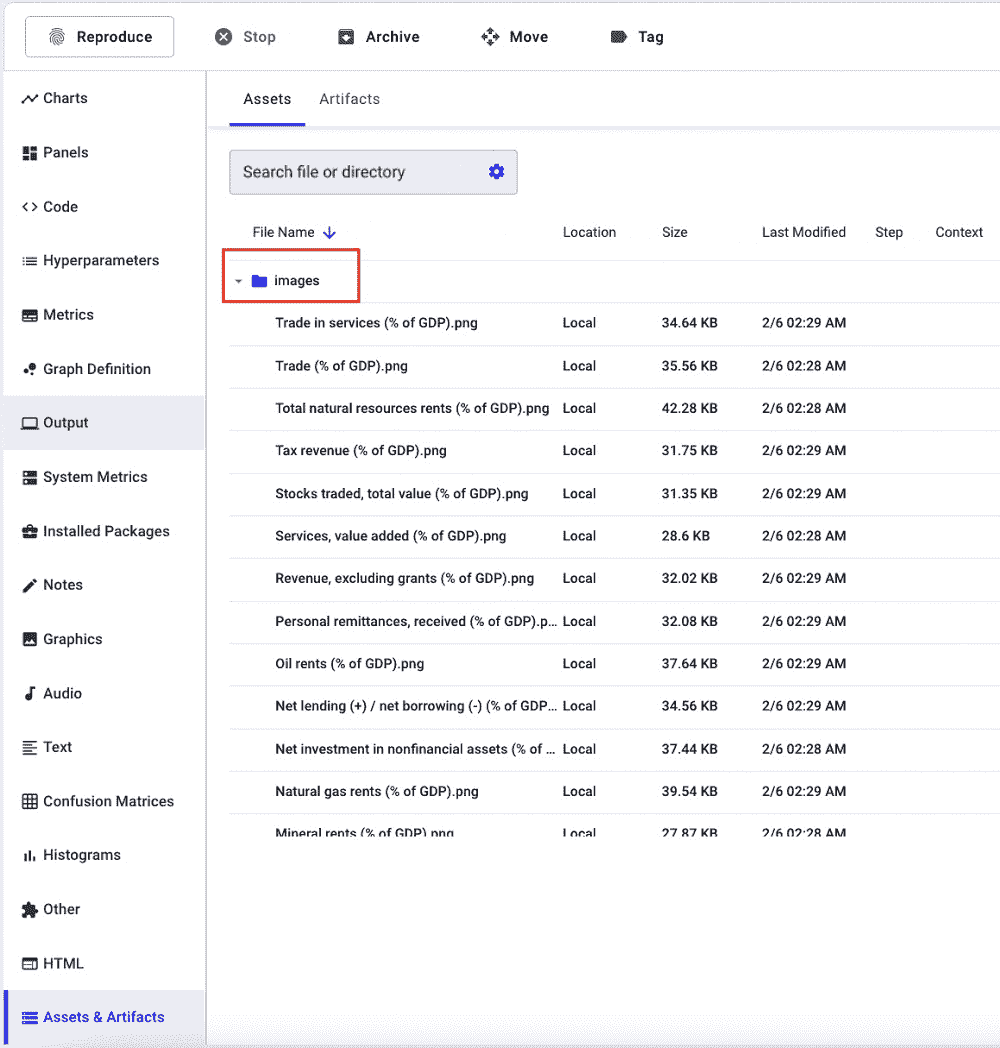 Reproduce Stop Archive Move Tag
Charts
Panels
Code
Hyperparameters
Metrics
Graph Definition
Output
System Metrics
Installed Packages
Notes
Graphics
Audio
Text
Confusion Matrices
Histograms
Other
HTML
Assets & Artifacts
Assets Artifacts
Search file or directory
File Name Location Size Last Modified Step Context
images
Trade in services (% of GDP).png Local 34.64 KB 2/6 02:29 AM
Trade (% of GDP).png Local 35.56 KB 2/6 02:29 AM
Total natural resources rents (% of GDP).png Local 42.28 KB 2/6 02:28 AM
Tax revenue (% of GDP).png Local 31.75 KB 2/6 02:29 AM
Stocks traded, total value (% of GDP).png Local 31.35 KB 2/6 02:29 AM
Services, value added (% of GDP).png Local 28.6 KB 2/6 02:28 AM
Revenue, excluding grants (% of GDP).png Local 32.02 KB 2/6 02:29 AM
Personal remittances, received (% of GDP).p... Local 32.08 KB 2/6 02:29 AM
Oil rents (% of GDP).png Local 37.64 KB 2/6 02:29 AM
Net lending (+) / net borrowing (-) (% of GDP... Local 34.56 KB 2/6 02:29 AM
Net investment in nonfinancial assets (% of ... Local 37.44 KB 2/6 02:28 AM
Natural gas rents (% of GDP).png Local 39.54 KB 2/6 02:29 AM
Mineral rents (% of GDP).png Local 27.87 KB 2/6 02:28 AM